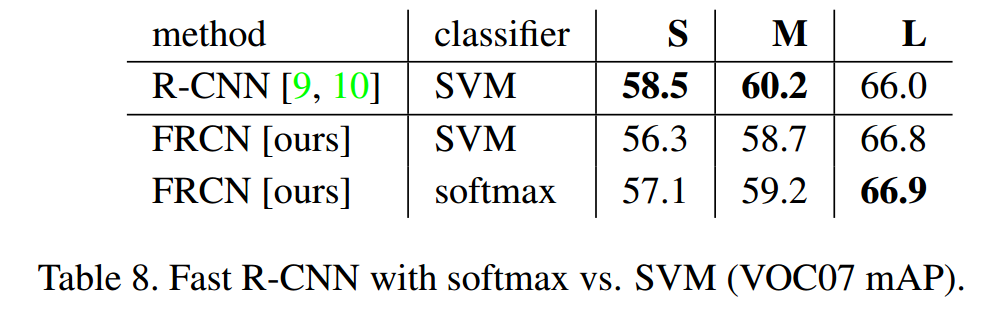 method classifier S M L
R-CNN [9, 10] SVM 58.5 60.2 66.0
FRCN [ours] SVM 56.3 58.7 66.8
FRCN [ours] softmax 57.1 59.2 66.9
Table 8. Fast R-CNN with softmax vs. SVM (VOC07 mAP).